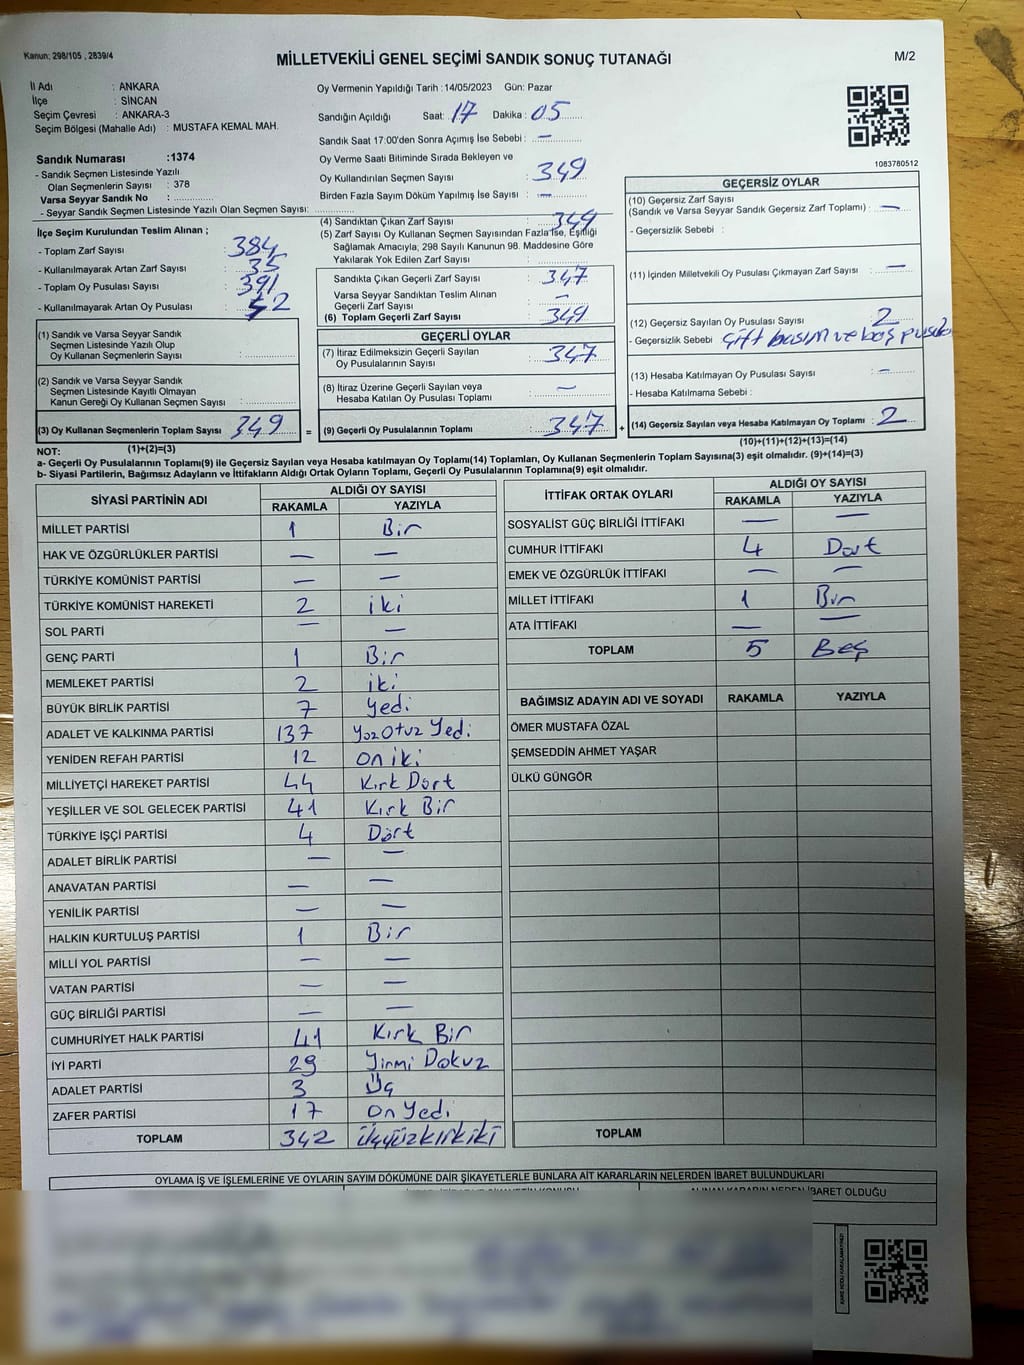 Kanun: 298/105 , 2839/4
MİLLETVEKİLİ GENEL SEÇİMİ SANDIK SONUÇ TUTANAĞI
M/2
İl Adı : ANKARA
İlçe : SİNCAN
Seçim Çevresi : ANKARA-3
Seçim Bölgesi (Mahalle Adı) : MUSTAFA KEMAL MAH.
Sandık Numarası :1374
- Sandık Seçmen Listesinde Yazılı
Olan Seçmenlerin Sayısı : 378
Varsa Seyyar Sandık No :
- Seyyar Sandık Seçmen Listesinde Yazılı Olan Seçmen Sayısı:
Oy Vermenin Yapıldığı Tarih :14/05/2023 Gün: Pazar
Sandığın Açıldığı Saat: 17 Dakika : 05
Sandık Saat 17:00'den Sonra Açılmış İse Sebebi : —
Oy Verme Saati Bitiminde Sırada Bekleyen ve
Oy Kullandırılan Seçmen Sayısı : 349
Birden Fazla Sayım Döküm Yapılmış İse Sayısı : —
1083780512
İlçe Seçim Kurulundan Teslim Alınan ;
- Toplam Zarf Sayısı : 384
- Kullanılmayarak Artan Zarf Sayısı : 35
- Toplam Oy Pusulası Sayısı : 391
- Kullanılmayarak Artan Oy Pusulası : 42
(1) Sandık ve Varsa Seyyar Sandık
Seçmen Listesinde Yazılı Olup
Oy Kullanan Seçmenlerin Sayısı :
(2) Sandık ve Varsa Seyyar Sandık
Seçmen Listesinde Kayıtlı Olmayan
Kanun Gereği Oy Kullanan Seçmen Sayısı :
(3) Oy Kullanan Seçmenlerin Toplam Sayısı 349
(1)+(2)=(3)
(4) Sandıktan Çıkan Zarf Sayısı : 349
(5) Zarf Sayısı Oy Kullanan Seçmen Sayısından Fazla İse, Eşitliği
Sağlamak Amacıyla; 298 Sayılı Kanunun 98. Maddesine Göre
Yakılarak Yok Edilen Zarf Sayısı :
Sandıkta Çıkan Geçerli Zarf Sayısı : 347
Varsa Seyyar Sandıktan Teslim Alınan
Geçerli Zarf Sayısı : —
(6) Toplam Geçerli Zarf Sayısı : 349
GEÇERLİ OYLAR
(7) İtiraz Edilmeksizin Geçerli Sayılan
Oy Pusulalarının Sayısı : 347
(8) İtiraz Üzerine Geçerli Sayılan veya
Hesaba Katılan Oy Pusulası Toplamı : —
= (9) Geçerli Oy Pusulalarının Toplamı : 347
GEÇERSİZ OYLAR
(10) Geçersiz Zarf Sayısı
(Sandık ve Varsa Seyyar Sandık Geçersiz Zarf Toplamı) : —
- Geçersizlik Sebebi :
(11) İçinden Milletvekili Oy Pusulası Çıkmayan Zarf Sayısı : —
(12) Geçersiz Sayılan Oy Pusulası Sayısı : 2
- Geçersizlik Sebebi : Çift basım ve boş pusula
(13) Hesaba Katılmayan Oy Pusulası Sayısı : —
- Hesaba Katılmama Sebebi :
+ (14) Geçersiz Sayılan veya Hesaba Katılmayan Oy Toplamı : 2
(10)+(11)+(12)+(13)=(14)
NOT:
a- Geçerli Oy Pusulalarının Toplamı(9) ile Geçersiz Sayılan veya Hesaba Katılmayan Oy Toplamı(14) Toplamları, Oy Kullanan Seçmenlerin Toplam Sayısına(3) eşit olmalıdır. (9)+(14)=(3)
b- Siyasi Partilerin, Bağımsız Adayların ve İttifakların Aldığı Ortak Oyların Toplamı, Geçerli Oy Pusulalarının Toplamına(9) eşit olmalıdır.
SİYASİ PARTİNİN ADI ALDIĞI OY SAYISI
RAKAMLA YAZIYLA
MİLLET PARTİSİ 1 Bir
HAK VE ÖZGÜRLÜKLER PARTİSİ — —
TÜRKİYE KOMÜNİST PARTİSİ — —
TÜRKİYE KOMÜNİST HAREKETİ 2 iki
SOL PARTİ — —
GENÇ PARTİ 1 Bir
MEMLEKET PARTİSİ 2 iki
BÜYÜK BİRLİK PARTİSİ 7 Yedi
ADALET VE KALKINMA PARTİSİ 137 Yüz Otuz Yedi
YENİDEN REFAH PARTİSİ 12 on iki
MİLLİYETÇİ HAREKET PARTİSİ 44 Kırk Dört
YEŞİLLER VE SOL GELECEK PARTİSİ 41 Kırk Bir
TÜRKİYE İŞÇİ PARTİSİ 4 Dört
ADALET BİRLİK PARTİSİ — —
ANAVATAN PARTİSİ — —
YENİLİK PARTİSİ — —
HALKIN KURTULUŞ PARTİSİ 1 Bir
MİLLİ YOL PARTİSİ — —
VATAN PARTİSİ — —
GÜÇ BİRLİĞİ PARTİSİ — —
CUMHURİYET HALK PARTİSİ 41 Kırk Bir
İYİ PARTİ 29 Yirmi Dokuz
ADALET PARTİSİ 3 Üç
ZAFER PARTİSİ 17 On Yedi
TOPLAM 342 Üçyüzkırkiki
İTTİFAK ORTAK OYLARI ALDIĞI OY SAYISI
RAKAMLA YAZIYLA
SOSYALİST GÜÇ BİRLİĞİ İTTİFAKI — —
CUMHUR İTTİFAKI 4 Dört
EMEK VE ÖZGÜRLÜK İTTİFAKI — —
MİLLET İTTİFAKI 1 Bir
ATA İTTİFAKI — —
TOPLAM 5 Beş
BAĞIMSIZ ADAYIN ADI VE SOYADI RAKAMLA YAZIYLA
ÖMER MUSTAFA ÖZAL
ŞEMSEDDİN AHMET YAŞAR
ÜLKÜ GÜNGÖR
TOPLAM
OYLAMA İŞ VE İŞLEMLERİNE VE OYLARIN SAYIM DÖKÜMÜNE DAİR ŞİKAYETLERLE BUNLARA AİT KARARLARIN NELERDEN İBARET BULUNDUKLARI
ALINAN KARARIN NEDEN İBARET OLDUĞU